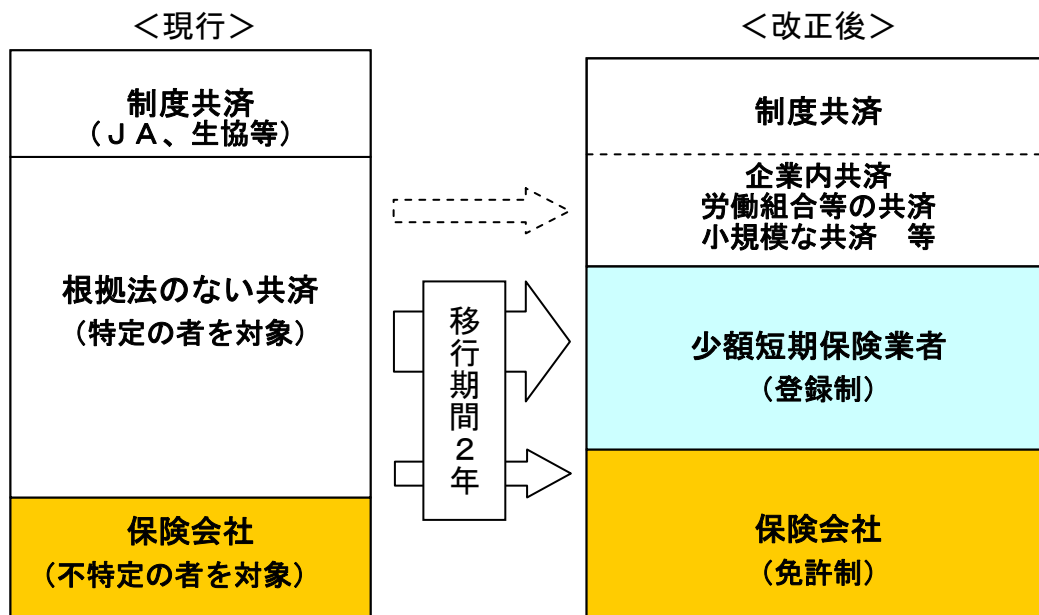 ＜現行＞
制度共済
（ＪＡ、生協等）
根拠法のない共済
（特定の者を対象）
保険会社
（不特定の者を対象）
移行期間２年
＜改正後＞
制度共済
企業内共済
労働組合等の共済
小規模な共済　等
少額短期保険業者
（登録制）
保険会社
（免許制）